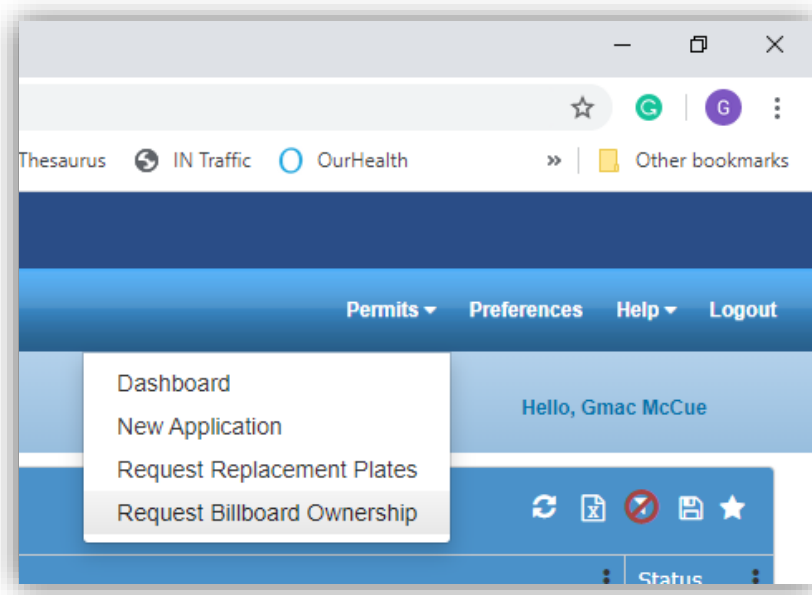 G G
Thesaurus IN Traffic OurHealth » Other bookmarks
Permits Preferences Help Logout
Dashboard
New Application
Request Replacement Plates
Request Billboard Ownership
Hello, Gmac McCue
Status